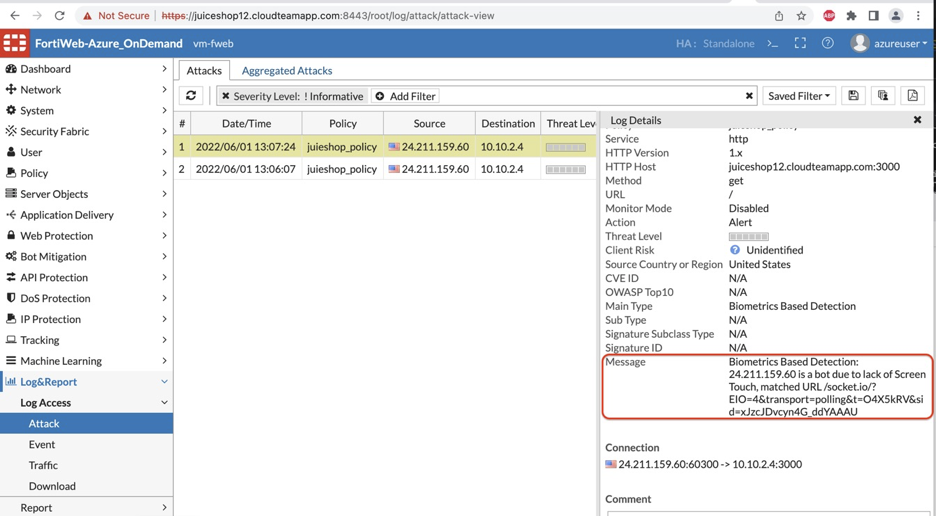 Not Secure | https://juiceshop12.cloudteamapp.com:8443/root/log/attack/attack-view
ABP
FortiWeb-Azure_OnDemand vm-fweb
HA: Standalone >_ azureuser
Dashboard
Network
System
Security Fabric
User
Policy
Server Objects
Application Delivery
Web Protection
Bot Mitigation
API Protection
DoS Protection
IP Protection
Tracking
Machine Learning
Log&Report
Log Access
Attack
Event
Traffic
Download
Report
Attacks Aggregated Attacks
Severity Level: ! Informative Add Filter
Saved Filter
# Date/Time Policy Source Destination Threat Lev
1 2022/06/01 13:07:24 juieshop_policy 24.211.159.60 10.10.2.4
2 2022/06/01 13:06:07 juieshop_policy 24.211.159.60 10.10.2.4
Log Details
Policy juieshop_policy
Service http
HTTP Version 1.x
HTTP Host juiceshop12.cloudteamapp.com:3000
Method get
URL /
Monitor Mode Disabled
Action Alert
Threat Level
Client Risk ? Unidentified
Source Country or Region United States
CVE ID N/A
OWASP Top10 N/A
Main Type Biometrics Based Detection
Sub Type N/A
Signature Subclass Type N/A
Signature ID N/A
Message Biometrics Based Detection:
24.211.159.60 is a bot due to lack of Screen
Touch, matched URL /socket.io/?
EIO=4&transport=polling&t=O4X5kRV&si
d=xJzcJDvcyn4G_ddYAAAU
Connection
24.211.159.60:60300 -> 10.10.2.4:3000
Comment